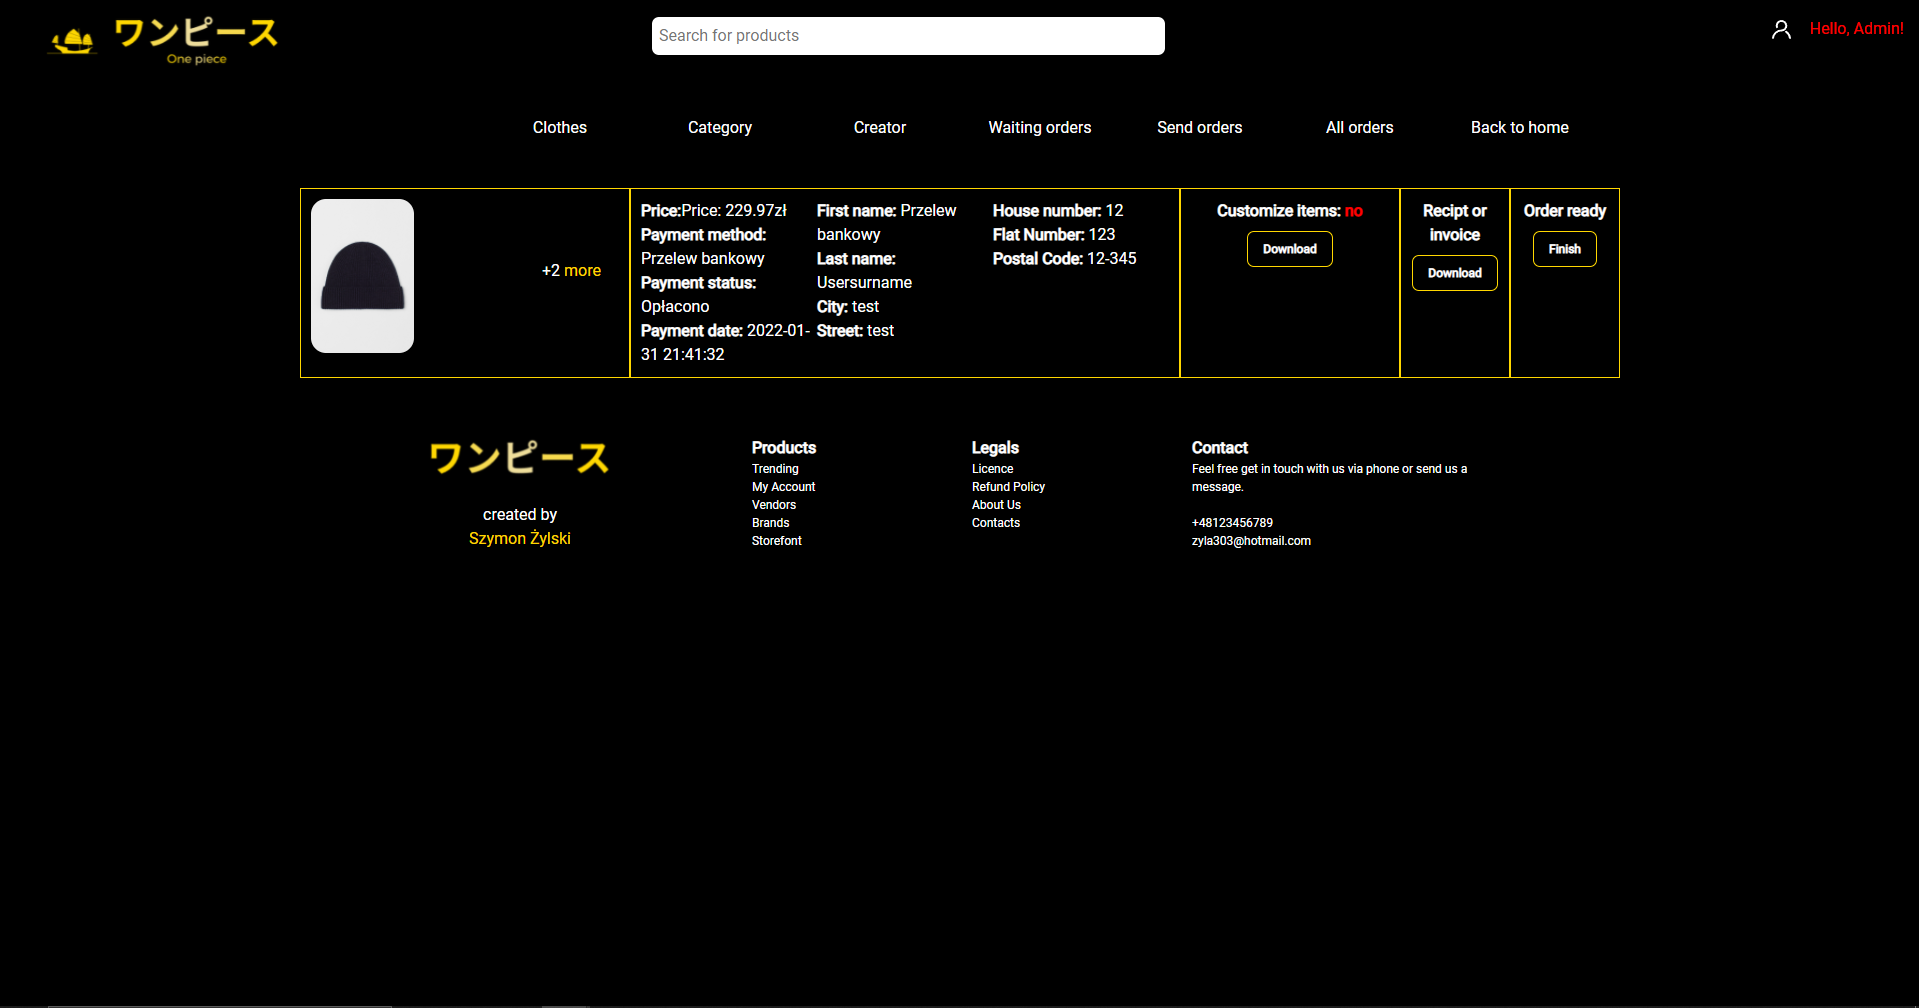 ワンピース
One piece
Search for products
Hello, Admin!
Clothes
Category
Creator
Waiting orders
Send orders
All orders
Back to home
+2 more
Price:Price: 229.97zł
Payment method:
Przelew bankowy
Payment status:
Opłacono
Payment date: 2022-01-
31 21:41:32
First name: Przelew
bankowy
Last name:
Usersurname
City: test
Street: test
House number: 12
Flat Number: 123
Postal Code: 12-345
Customize items: no
Download
Recipt or
invoice
Download
Order ready
Finish
ワンピース
created by
Szymon Żylski
Products
Trending
My Account
Vendors
Brands
Storefont
Legals
Licence
Refund Policy
About Us
Contacts
Contact
Feel free get in touch with us via phone or send us a
message.
+48123456789
zyla303@hotmail.com